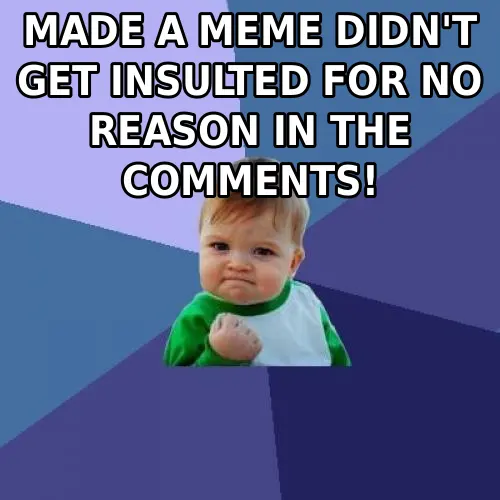 MADE A MEME DIDN'T
GET INSULTED FOR NO
REASON IN THE
COMMENTS!